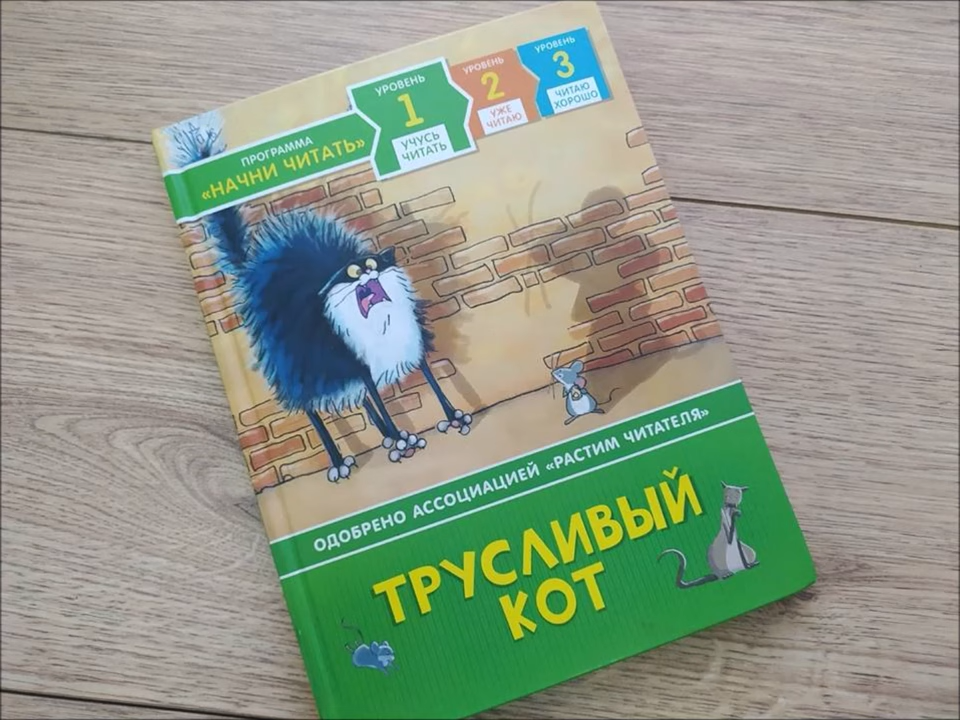 ПРОГРАММА
«НАЧНИ ЧИТАТЬ»
УРОВЕНЬ
1
УЧУСЬ
ЧИТАТЬ
УРОВЕНЬ
2
УЖЕ
ЧИТАЮ
УРОВЕНЬ
3
ЧИТАЮ
ХОРОШО
ОДОБРЕНО АССОЦИАЦИЕЙ «РАСТИМ ЧИТАТЕЛЯ»
ТРУСЛИВЫЙ
КОТ